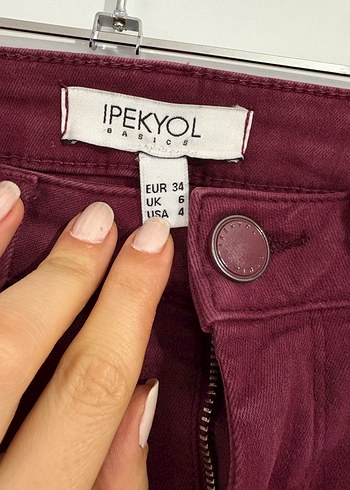 IPEKYOL
BASICS
EUR 34
UK 6
USA 4